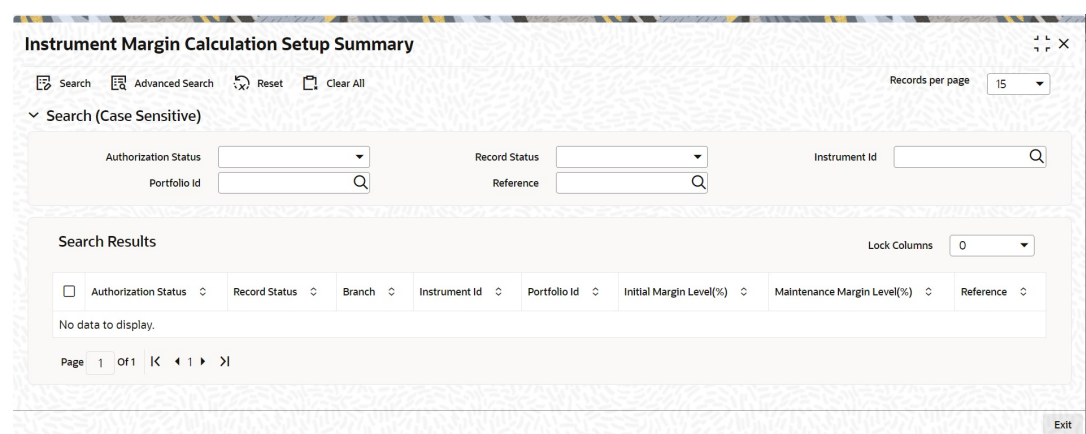 Instrument Margin Calculation Setup Summary
Search Advanced Search Reset Clear All Records per page 15
Search (Case Sensitive)
Authorization Status Record Status Instrument Id
Portfolio Id Reference
Search Results Lock Columns 0
Authorization Status Record Status Branch Instrument Id Portfolio Id Initial Margin Level(%) Maintenance Margin Level(%) Reference
No data to display.
Page 1 Of 1 1
Exit